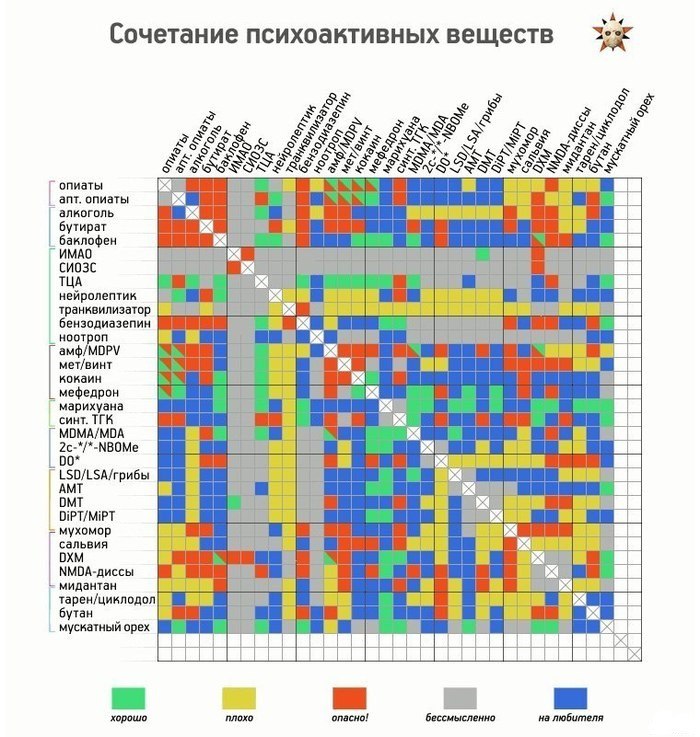 Сочетание психоактивных веществ
опиаты
апт. опиаты
алкоголь
бутират
баклофен
ИМАО
СИОЗС
ТЦА
нейролептик
транквилизатор
бензодиазепин
ноотроп
амф/MDPV
мет/винт
кокаин
мефедрон
марихуана
синт. ТГК
MDMA/MDA
2c-*/*-NBOMe
DO*
LSD/LSA/грибы
AMT
DMT
DiPT/MiPT
мухомор
сальвия
DXM
NMDA-диссы
мидантан
тарен/циклодол
бутан
мускатный орех
опиаты
апт. опиаты
алкоголь
бутират
баклофен
ИМАО
СИОЗС
ТЦА
нейролептик
транквилизатор
бензодиазепин
ноотроп
амф/MDPV
мет/винт
кокаин
мефедрон
марихуана
синт. ТГК
MDMA/MDA
2c-*/*-NBOMe
DO*
LSD/LSA/грибы
AMT
DMT
DiPT/MiPT
мухомор
сальвия
DXM
NMDA-диссы
мидантан
тарен/циклодол
бутан
мускатный орех
хорошо
плохо
опасно!
бессмысленно
на любителя